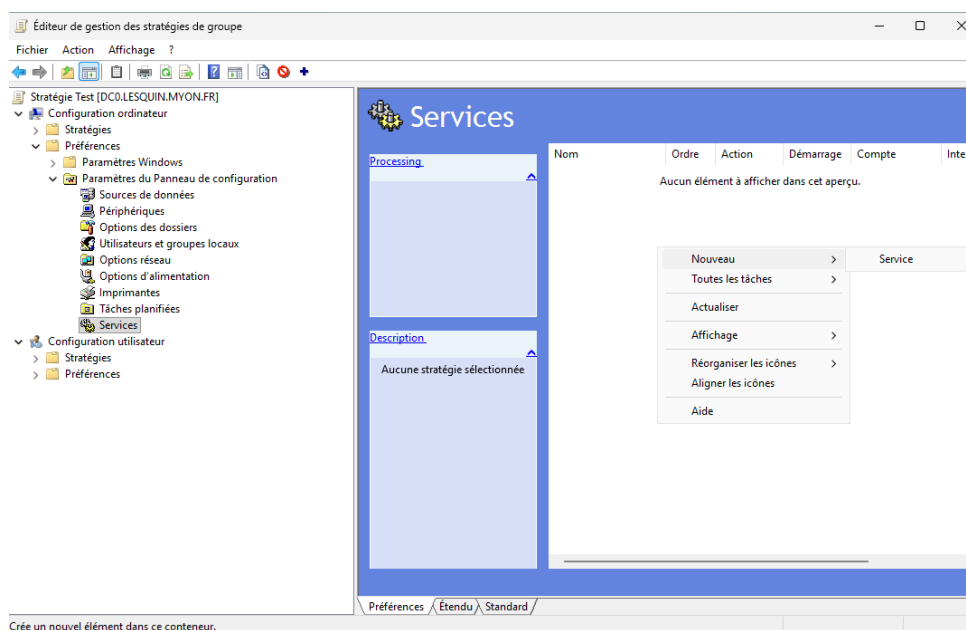 Éditeur de gestion des stratégies de groupe
Fichier Action Affichage ?
Stratégie Test [DC0.LESQUIN.MYON.FR]
Configuration ordinateur
Stratégies
Préférences
Paramètres Windows
Paramètres du Panneau de configuration
Sources de données
Périphériques
Options des dossiers
Utilisateurs et groupes locaux
Options réseau
Options d'alimentation
Imprimantes
Tâches planifiées
Services
Configuration utilisateur
Stratégies
Préférences
Services
Processing
Description
Aucune stratégie sélectionnée
Nom Ordre Action Démarrage Compte Inte
Aucun élément à afficher dans cet aperçu.
Nouveau
Service
Toutes les tâches
Actualiser
Affichage
Réorganiser les icônes
Aligner les icônes
Aide
Préférences Étendu Standard
Crée un nouvel élément dans ce conteneur.